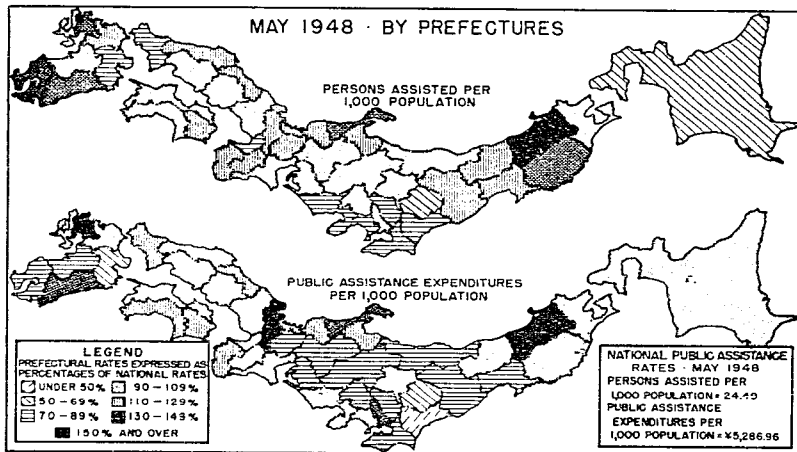 MAY 1948 · BY PREFECTURES
PERSONS ASSISTED PER
1,000 POPULATION
PUBLIC ASSISTANCE EXPENDITURES
PER 1,000 POPULATION
LEGEND
PREFECTURAL RATES EXPRESSED AS
PERCENTAGES OF NATIONAL RATES
UNDER 50% 90-109%
50-69% 110-129%
70-89% 130-149%
150% AND OVER
NATIONAL PUBLIC ASSISTANCE
RATES · MAY 1948
PERSONS ASSISTED PER
1,000 POPULATION =
PUBLIC ASSISTANCE
EXPENDITURES PER
1,000 POPULATION = ¥5,286.96